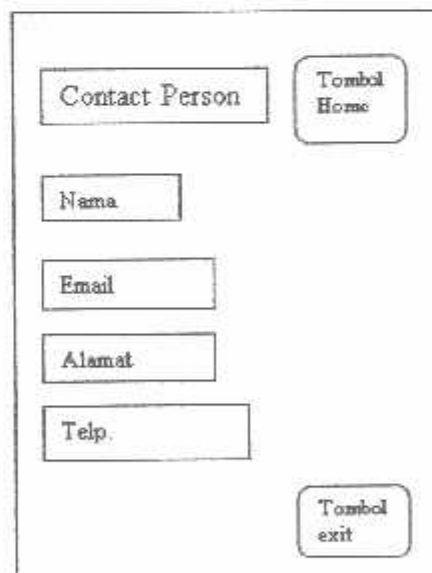 Contact Person
Tombol
Home
Nama
Email
Alamat
Telp.
Tombol
exit